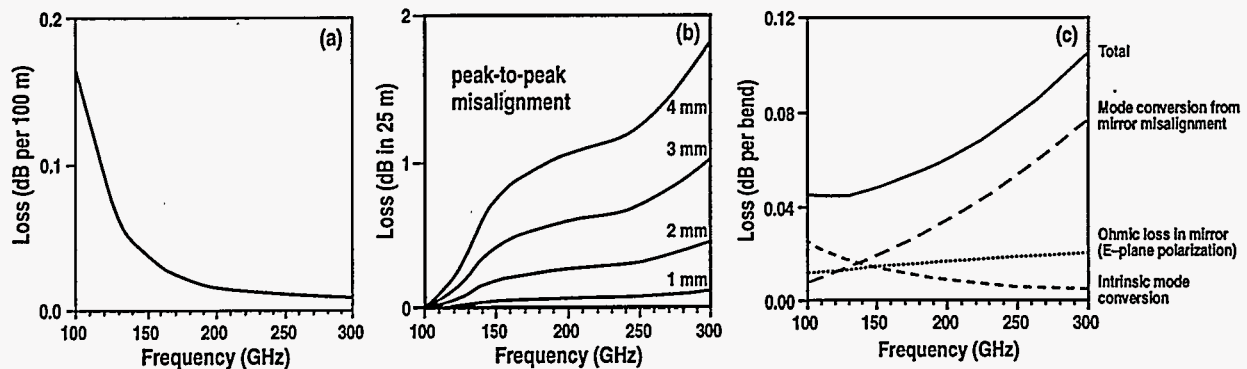 (a)
0.2
0.1
0.0
Loss (dB per 100 m)
100
150
200
250
300
Frequency (GHz)
(b)
2
1
0
Loss (dB in 25 m)
peak-to-peak
misalignment
4 mm
3 mm
2 mm
1 mm
100
150
200
250
300
Frequency (GHz)
(c)
0.12
0.08
0.04
0.00
Loss (dB per bend)
100
150
200
250
300
Frequency (GHz)
Total
Mode conversion from
mirror misalignment
Ohmic loss in mirror
(E–plane polarization)
Intrinsic mode
conversion